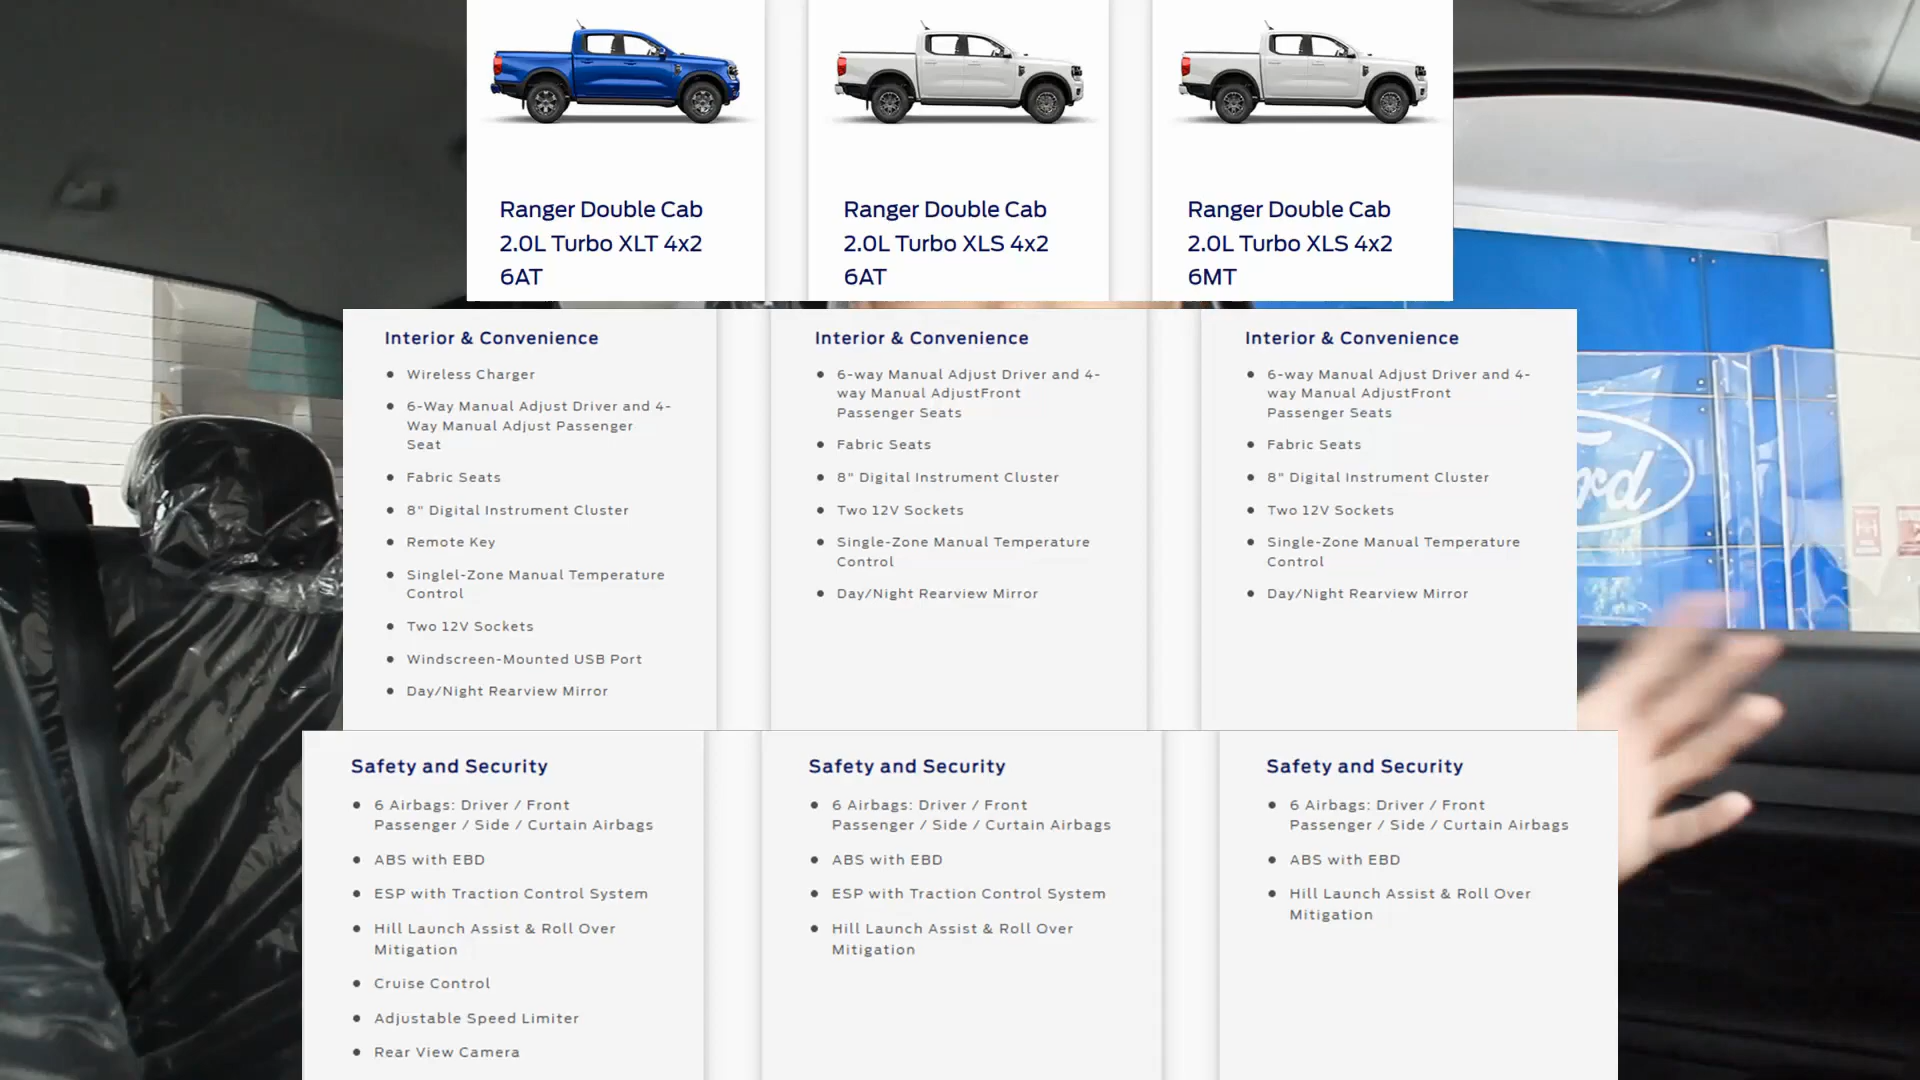 Ranger Double Cab
2.0L Turbo XLT 4x2
6AT
Ranger Double Cab
2.0L Turbo XLS 4x2
6AT
Ranger Double Cab
2.0L Turbo XLS 4x2
6MT
Interior & Convenience
Wireless Charger
6-Way Manual Adjust Driver and 4-
Way Manual Adjust Passenger
Seat
Fabric Seats
8" Digital Instrument Cluster
Remote Key
Singlel-Zone Manual Temperature
Control
Two 12V Sockets
Windscreen-Mounted USB Port
Day/Night Rearview Mirror
Interior & Convenience
6-way Manual Adjust Driver and 4-
way Manual AdjustFront
Passenger Seats
Fabric Seats
8" Digital Instrument Cluster
Two 12V Sockets
Single-Zone Manual Temperature
Control
Day/Night Rearview Mirror
Interior & Convenience
6-way Manual Adjust Driver and 4-
way Manual AdjustFront
Passenger Seats
Fabric Seats
8" Digital Instrument Cluster
Two 12V Sockets
Single-Zone Manual Temperature
Control
Day/Night Rearview Mirror
Safety and Security
6 Airbags: Driver / Front
Passenger / Side / Curtain Airbags
ABS with EBD
ESP with Traction Control System
Hill Launch Assist & Roll Over
Mitigation
Cruise Control
Adjustable Speed Limiter
Rear View Camera
Safety and Security
6 Airbags: Driver / Front
Passenger / Side / Curtain Airbags
ABS with EBD
ESP with Traction Control System
Hill Launch Assist & Roll Over
Mitigation
Safety and Security
6 Airbags: Driver / Front
Passenger / Side / Curtain Airbags
ABS with EBD
Hill Launch Assist & Roll Over
Mitigation